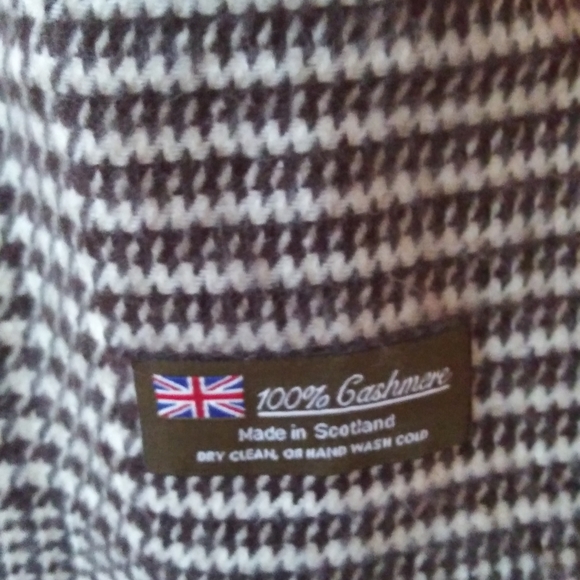 100% Cashmere
Made in Scotland
DRY CLEAN, OR HAND WASH COLD